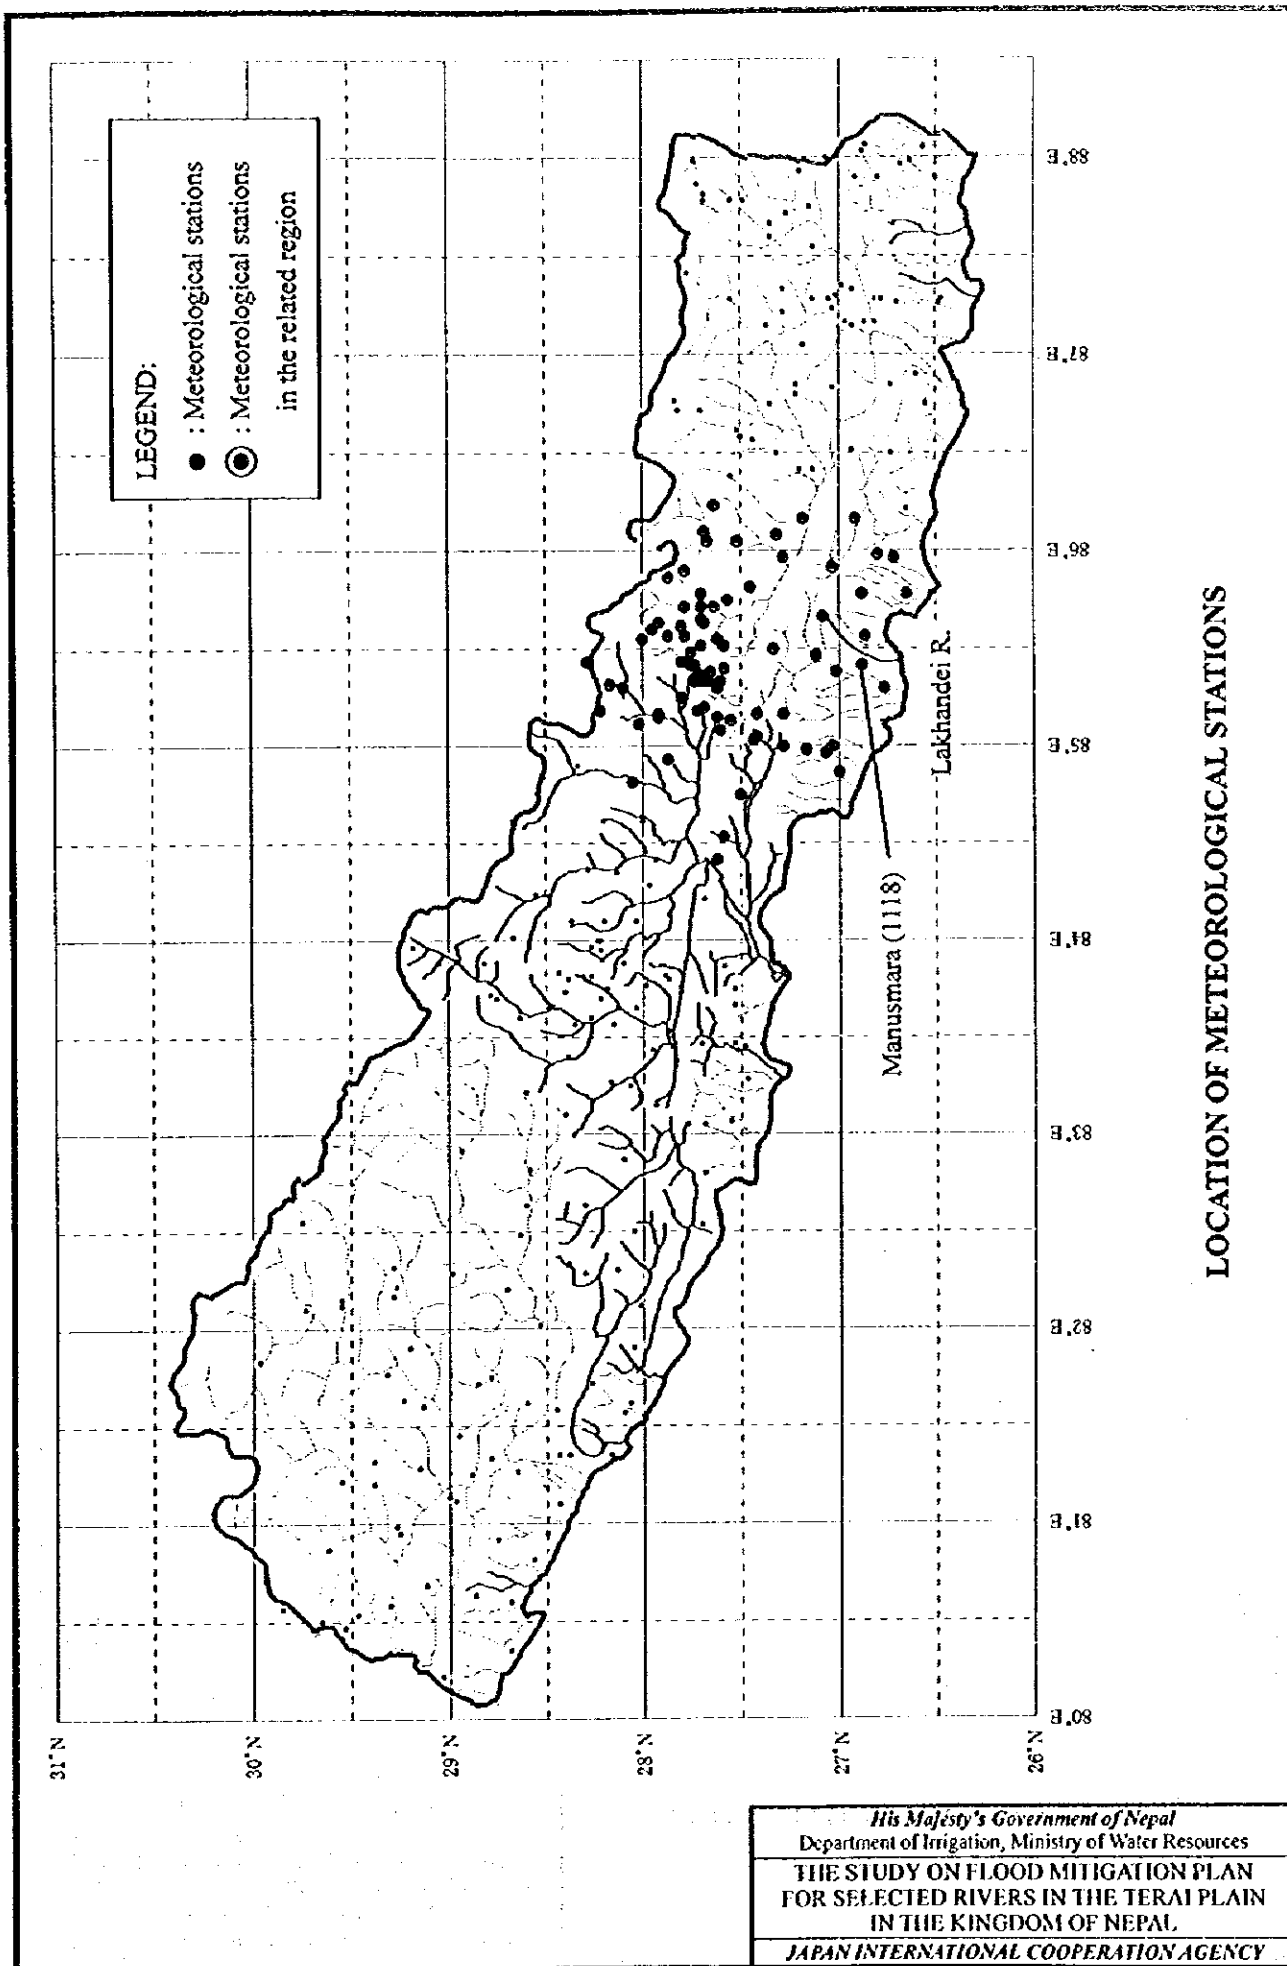 LEGEND:
: Meteorological stations
: Meteorological stations
in the related region
31°N
30°N
29°N
28°N
27°N
26°N
80°E
81°E
82°E
83°E
84°E
85°E
86°E
87°E
88°E
Lakhandei R.
Manusmara (1118)
LOCATION OF METEOROLOGICAL STATIONS
His Majesty's Government of Nepal
Department of Irrigation, Ministry of Water Resources
THE STUDY ON FLOOD MITIGATION PLAN
FOR SELECTED RIVERS IN THE TERAI PLAIN
IN THE KINGDOM OF NEPAL
JAPAN INTERNATIONAL COOPERATION AGENCY